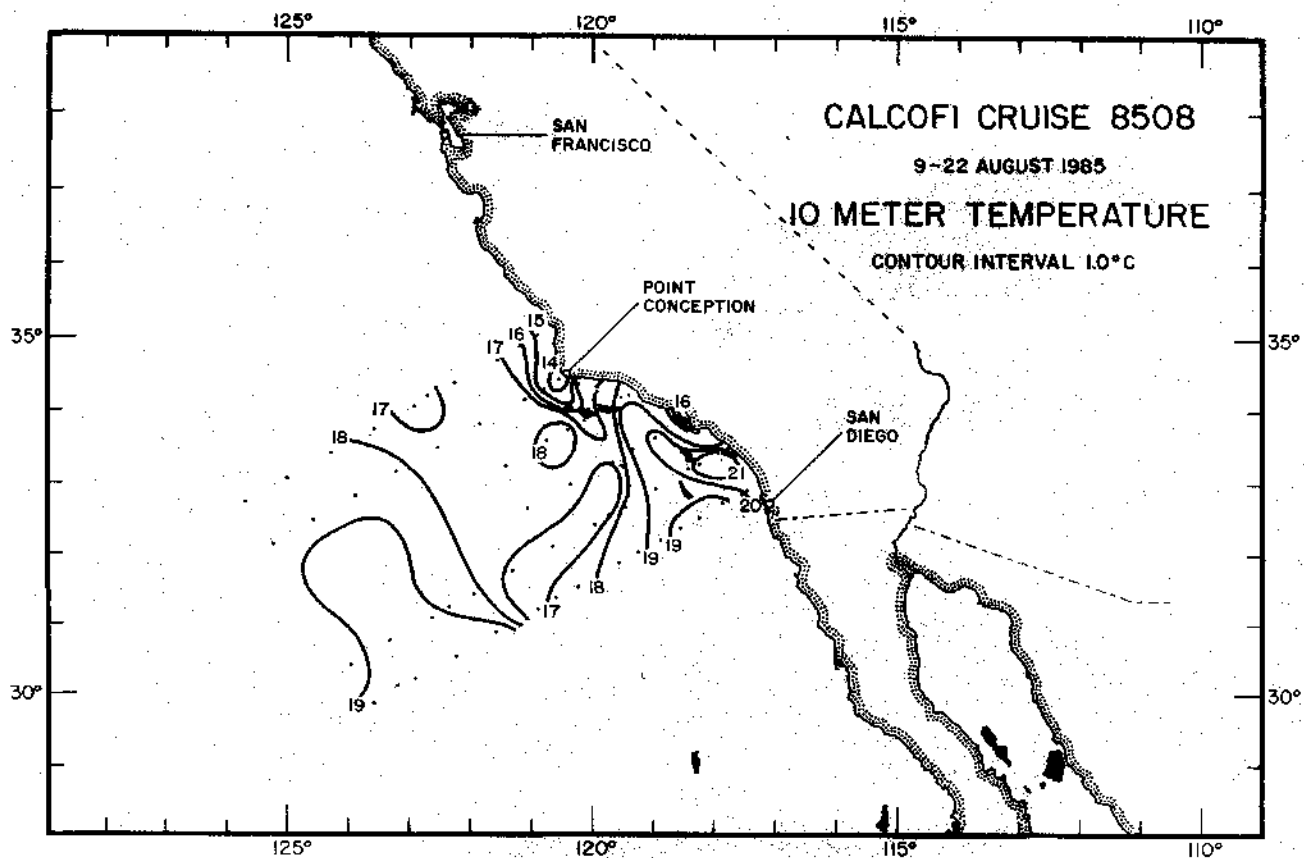 125°
120°
115°
110°
CALCOFI CRUISE 8508
9-22 AUGUST 1985
10 METER TEMPERATURE
CONTOUR INTERVAL 1.0°C
SAN
FRANCISCO
POINT
CONCEPTION
35°
35°
15
16
17
14
16
SAN
DIEGO
17
18
18
21
20
19
19
18
17
30°
30°
19
125°
120°
115°
110°